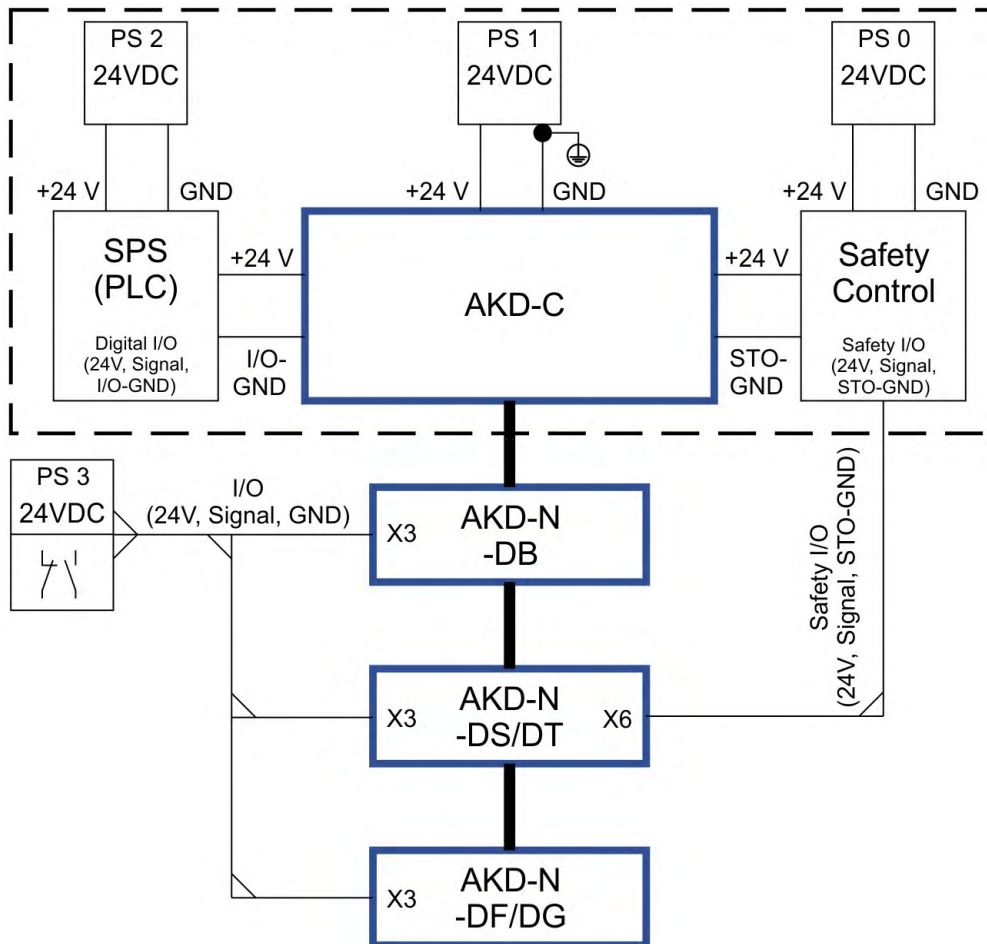 PS 2
24VDC
PS 1
24VDC
PS 0
24VDC
+24 V
GND
+24 V
GND
+24 V
GND
SPS
(PLC)
Digital I/O
(24V, Signal,
I/O-GND)
+24 V
I/O-
GND
AKD-C
+24 V
STO-
GND
Safety
Control
Safety I/O
(24V, Signal,
STO-GND)
PS 3
24VDC
I/O
(24V, Signal, GND)
X3
AKD-N
-DB
Safety I/O
(24V, Signal, STO-GND)
X3
AKD-N
-DS/DT
X6
X3
AKD-N
-DF/DG